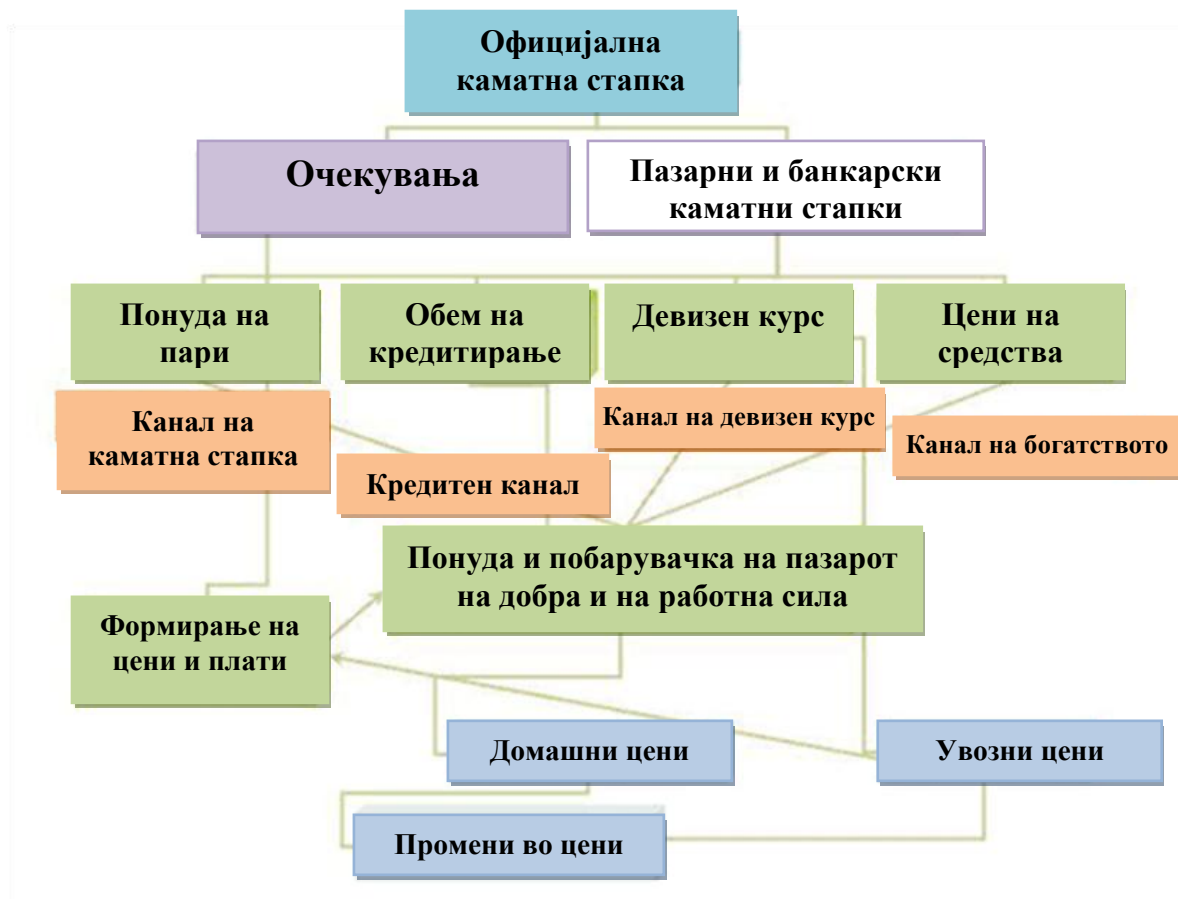 Официјална
каматна стапка
Очекувања
Пазарни и банкарски
каматни стапки
Понуда на
пари
Обем на
кредитирање
Девизен курс
Цени на
средства
Канал на
каматна стапка
Кредитен канал
Канал на девизен курс
Канал на богатството
Понуда и побарувачка на пазарот
на добра и на работна сила
Формирање на
цени и плати
Домашни цени
Увозни цени
Промени во цени